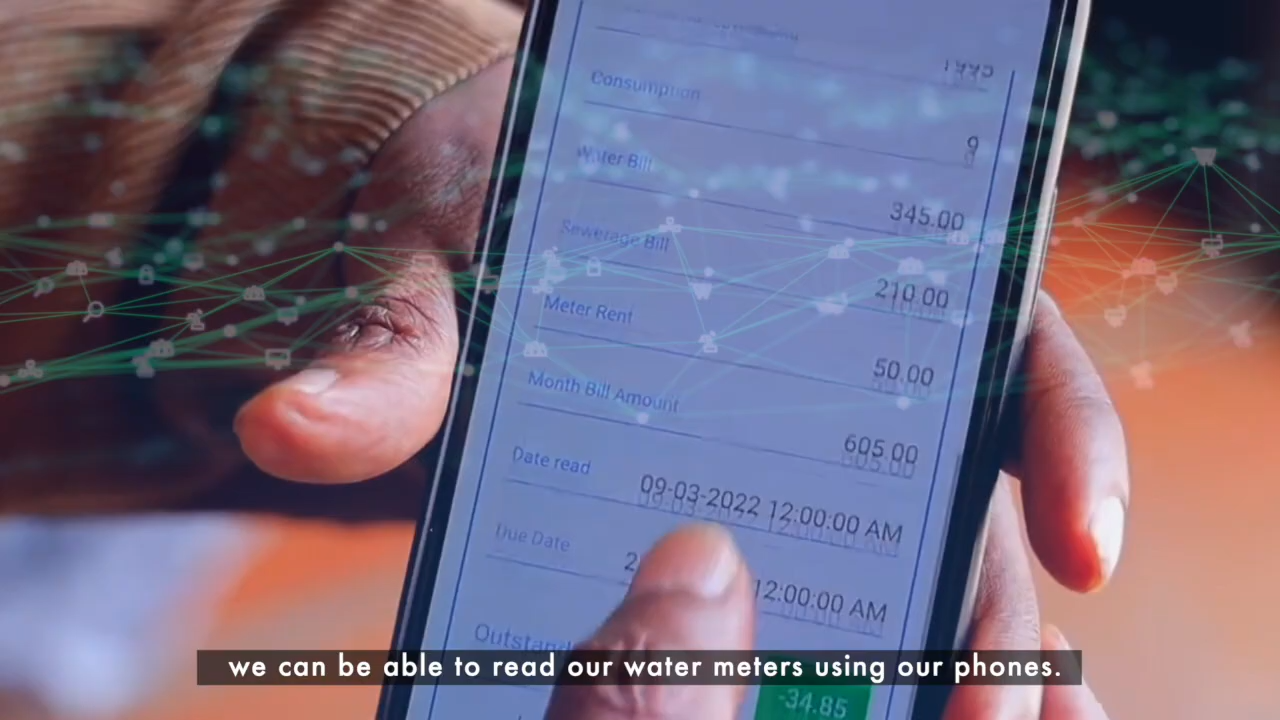 Consumption
9
Water Bill
345.00
Sewerage Bill
210.00
Meter Rent
50.00
Month Bill Amount
605.00
Date read
09-03-2022 12:00:00 AM
Due Date
12:00:00 AM
-34.85
we can be able to read our water meters using our phones.